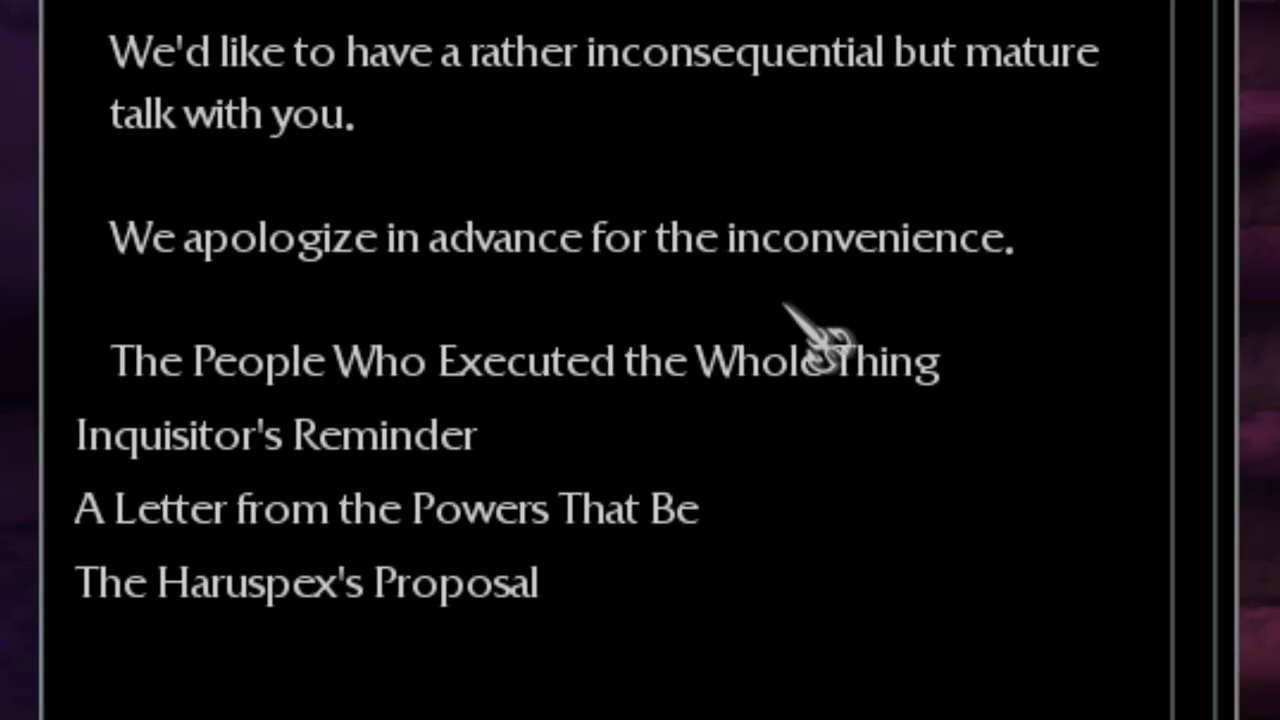 We'd like to have a rather inconsequential but mature
talk with you.
We apologize in advance for the inconvenience.
The People Who Executed the Whole Thing
Inquisitor's Reminder
A Letter from the Powers That Be
The Haruspex's Proposal